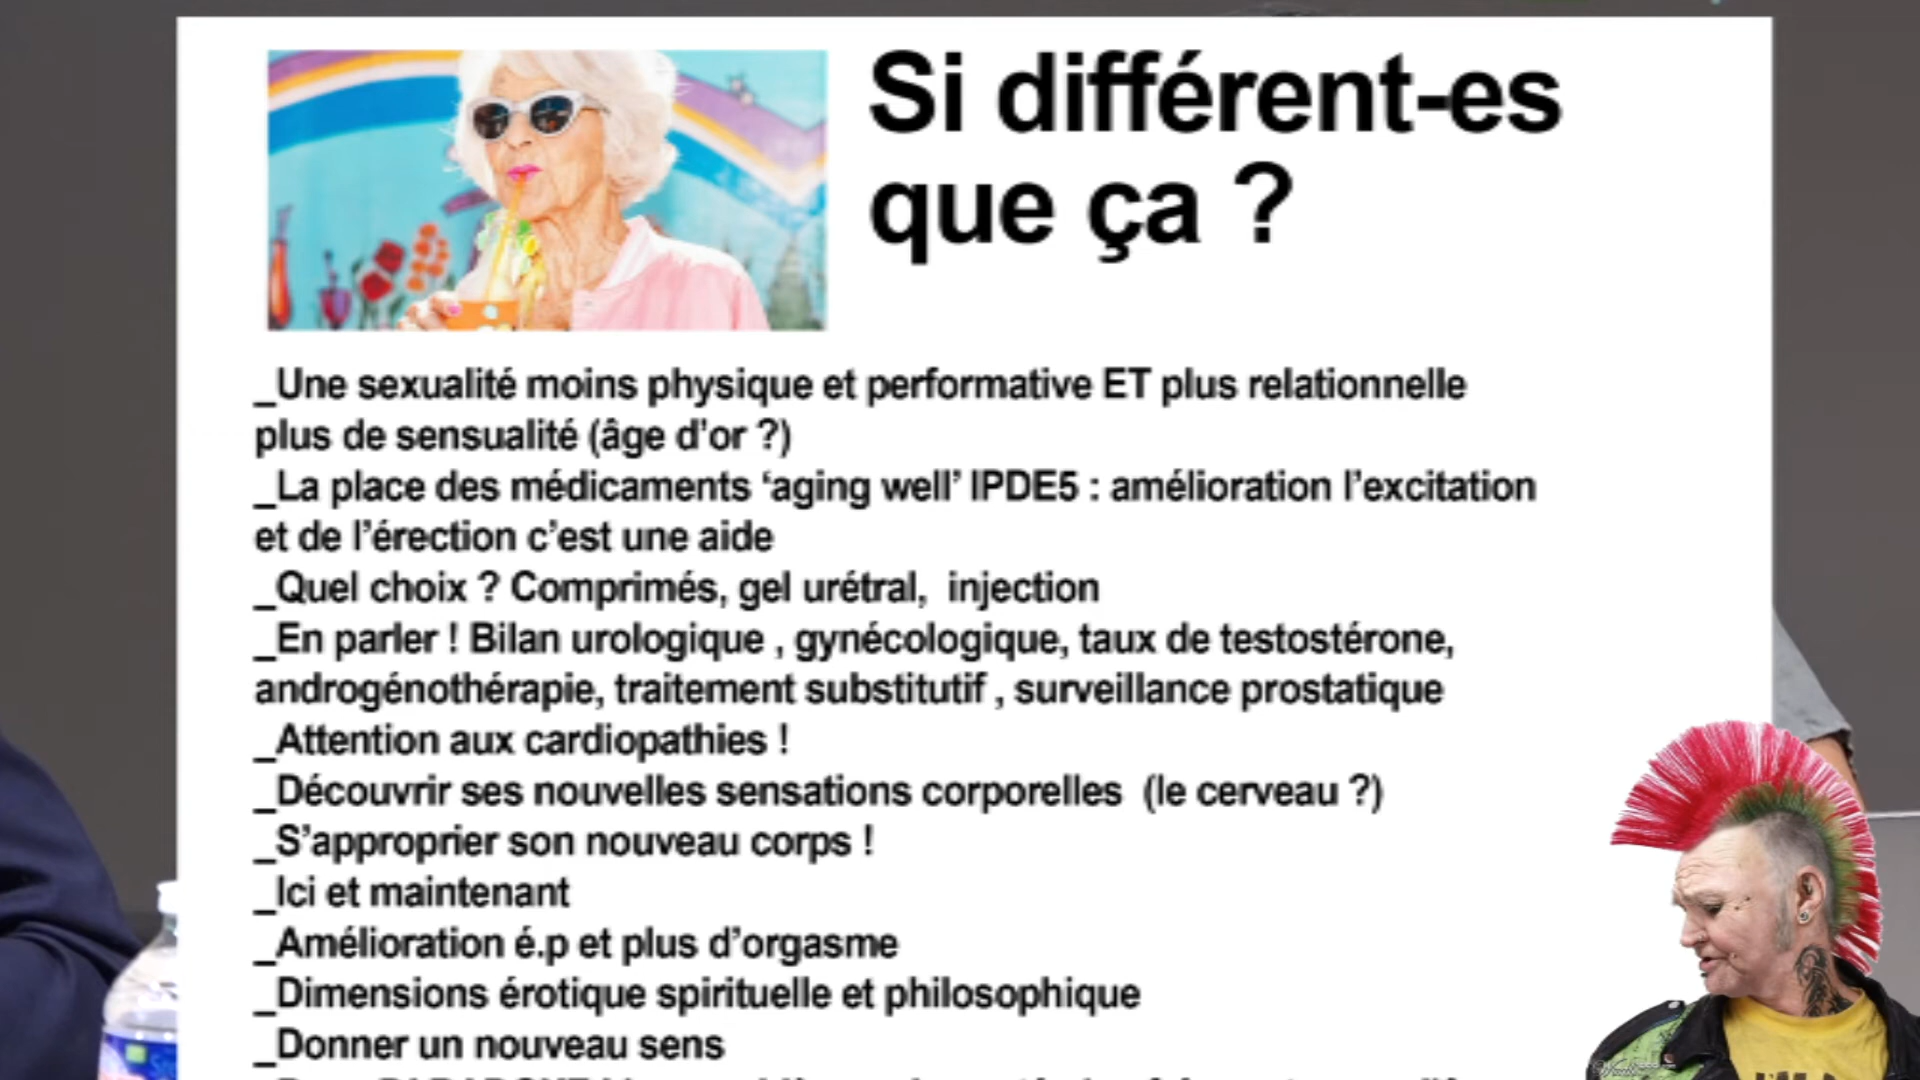 Si différent-es
que ça ?
_Une sexualité moins physique et performative ET plus relationnelle
plus de sensualité (âge d’or ?)
_La place des médicaments ‘aging well’ IPDE5 : amélioration l’excitation
et de l’érection c’est une aide
_Quel choix ? Comprimés, gel urétral,  injection
_En parler ! Bilan urologique , gynécologique, taux de testostérone,
androgénothérapie, traitement substitutif , surveillance prostatique
_Attention aux cardiopathies !
_Découvrir ses nouvelles sensations corporelles  (le cerveau ?)
_S’approprier son nouveau corps !
_Ici et maintenant
_Amélioration é.p et plus d’orgasme
_Dimensions érotique spirituelle et philosophique
_Donner un nouveau sens